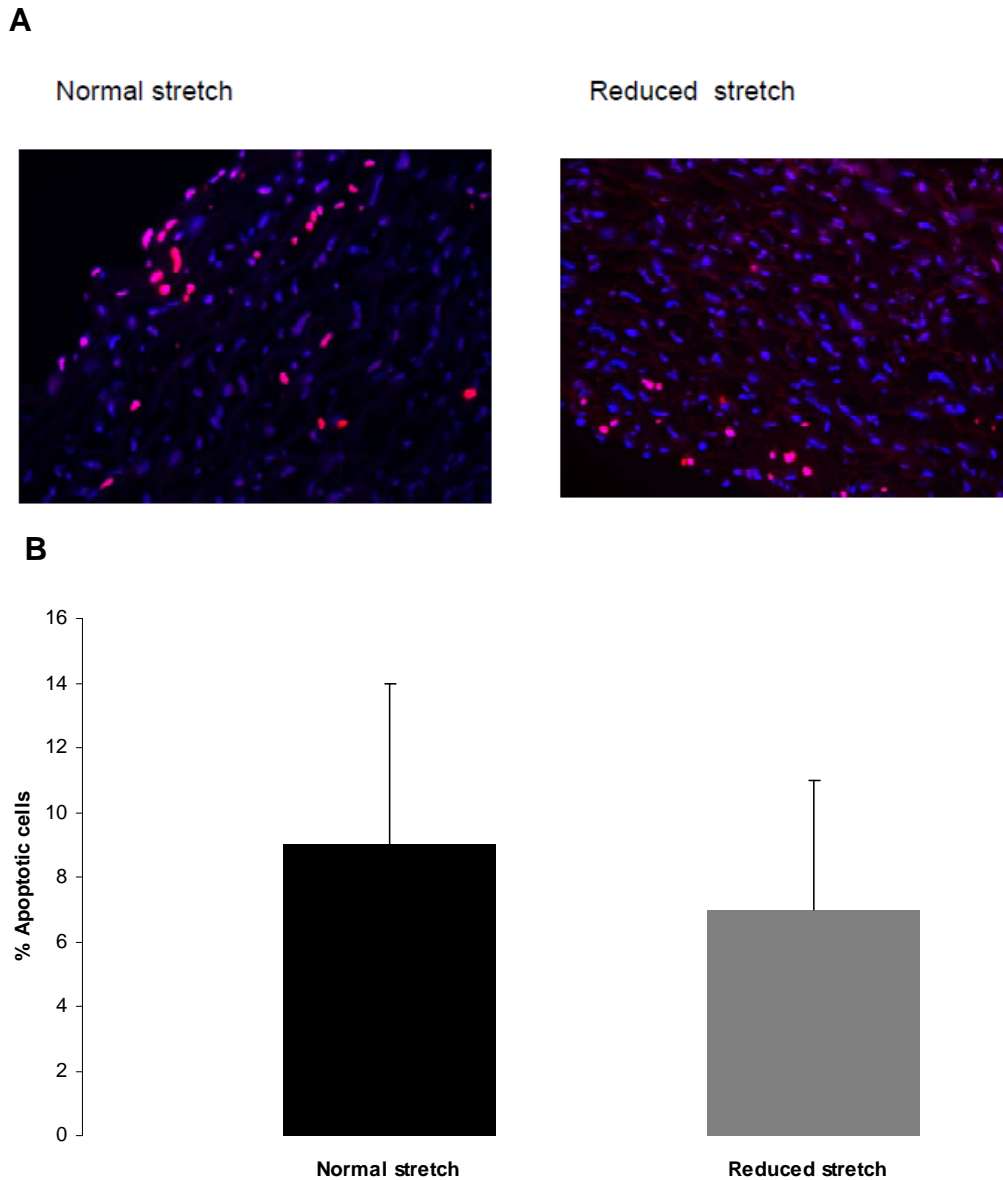 A
Normal stretch
Reduced stretch
B
16
14
12
10
8
6
4
2
0
% Apoptotic cells
Normal stretch
Reduced stretch